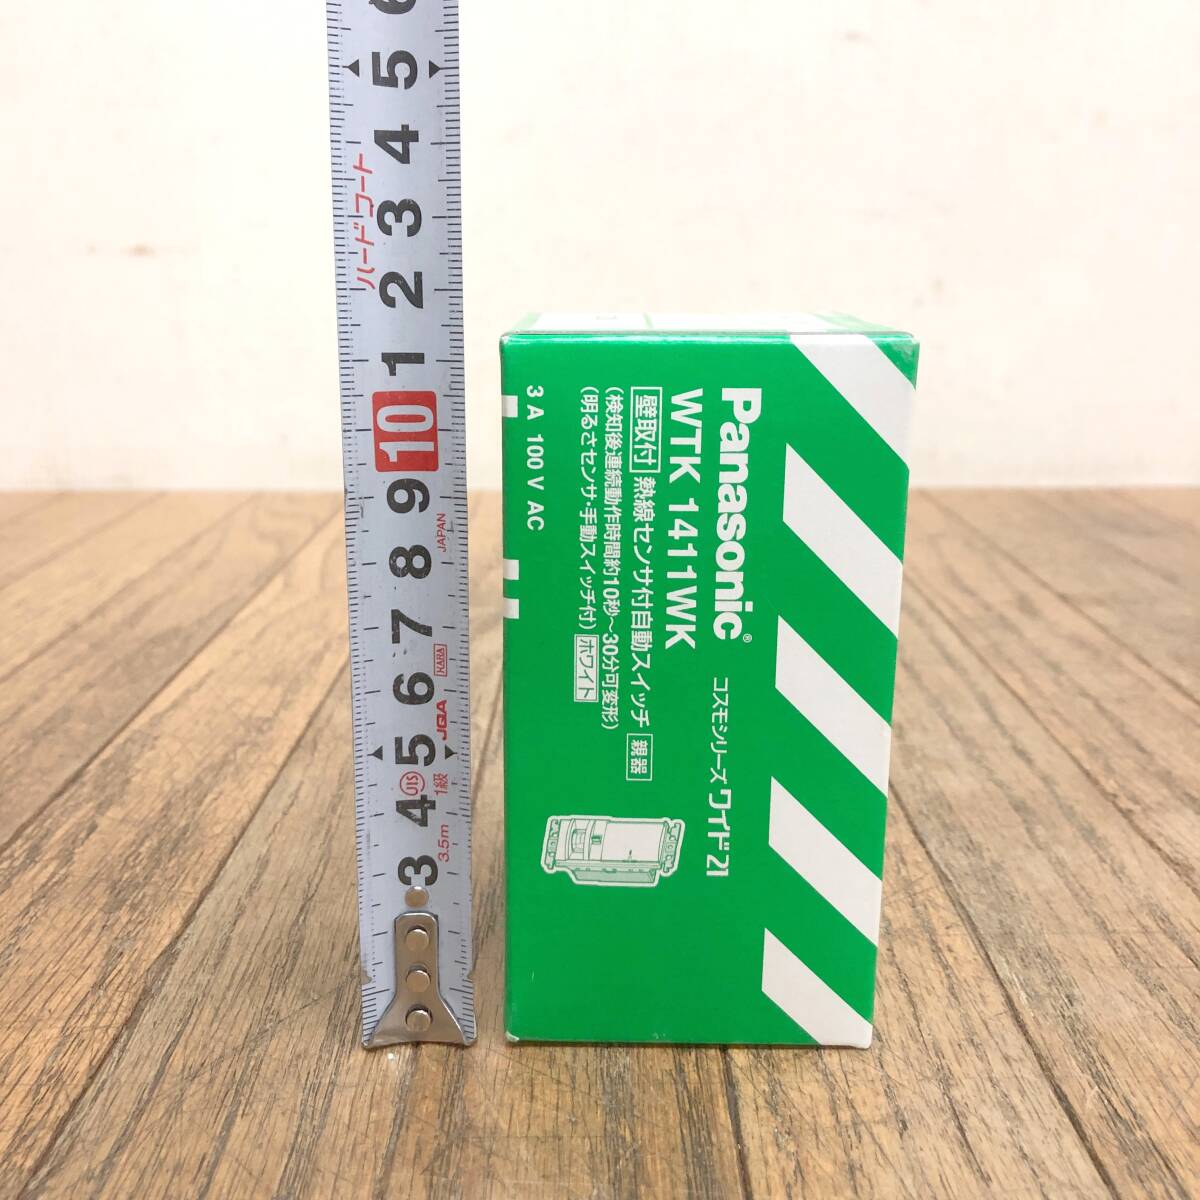 6
5
4
3
2
1
10
9
8
7
6
5
4
3
ハードコート
JAPAN
KARA
JQA
JIS
1級
3.5m
Panasonic®
コスモシリーズワイド21
WTK 1411WK
壁取付 熱線センサ付自動スイッチ 親器
(検知後連続動作時間約10秒～30分可変形)
(明るさセンサ・手動スイッチ付) ホワイト
3 A 100 V AC